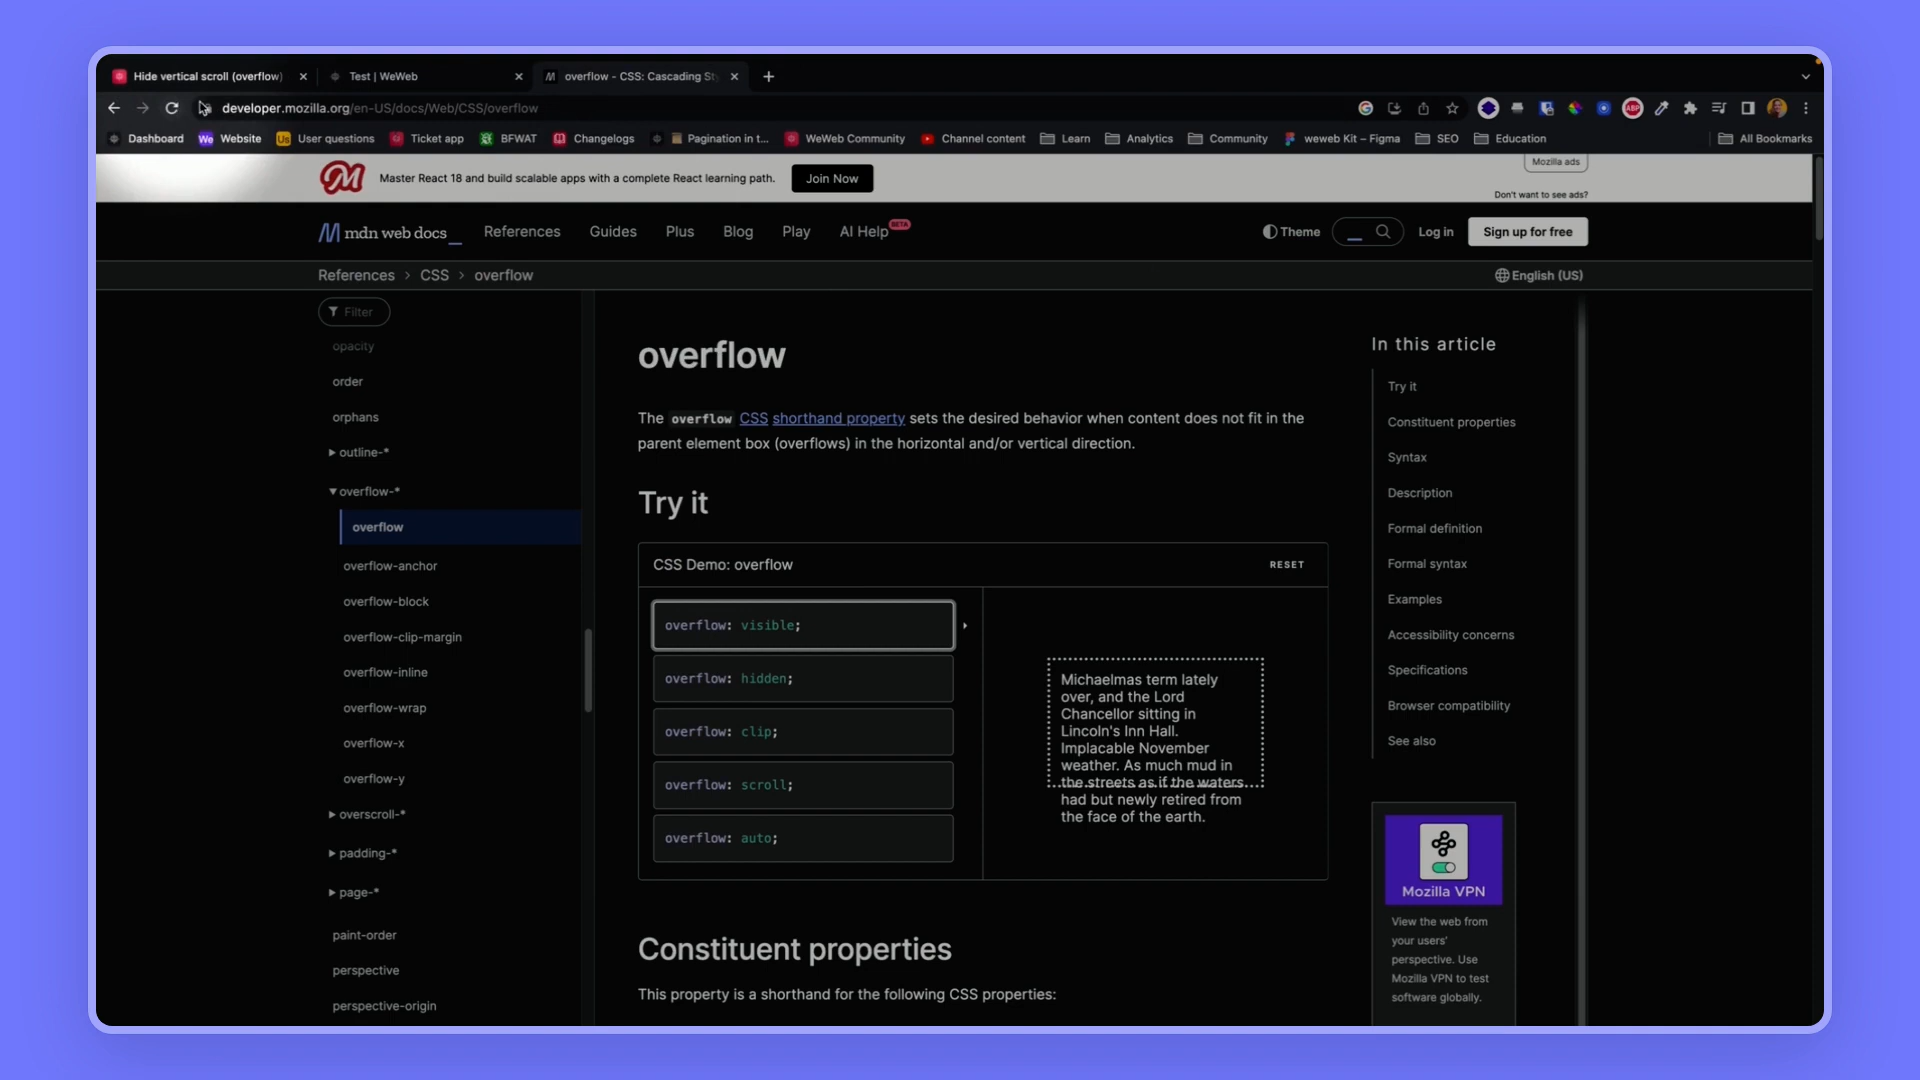 Hide vertical scroll (overflow)
Test | WeWeb
overflow - CSS: Cascading St
developer.mozilla.org/en-US/docs/Web/CSS/overflow
ABP
Dashboard
We Website
Us User questions
Ticket app
BFWAT
Changelogs
Pagination in t...
WeWeb Community
Channel content
Learn
Analytics
Community
weweb Kit – Figma
SEO
Education
All Bookmarks
Master React 18 and build scalable apps with a complete React learning path.
Join Now
Mozilla ads
Don't want to see ads?
mdn web docs_
References
Guides
Plus
Blog
Play
AI Help BETA
Theme
Log in
Sign up for free
References > CSS > overflow
English (US)
Filter
opacity
order
orphans
outline-*
overflow-*
overflow
overflow-anchor
overflow-block
overflow-clip-margin
overflow-inline
overflow-wrap
overflow-x
overflow-y
overscroll-*
padding-*
page-*
paint-order
perspective
perspective-origin
overflow
The overflow CSS shorthand property sets the desired behavior when content does not fit in the
parent element box (overflows) in the horizontal and/or vertical direction.
Try it
CSS Demo: overflow
RESET
overflow: visible;
overflow: hidden;
overflow: clip;
overflow: scroll;
overflow: auto;
Michaelmas term lately
over, and the Lord
Chancellor sitting in
Lincoln's Inn Hall.
Implacable November
weather. As much mud in
the streets as if the waters
had but newly retired from
the face of the earth.
Constituent properties
This property is a shorthand for the following CSS properties:
In this article
Try it
Constituent properties
Syntax
Description
Formal definition
Formal syntax
Examples
Accessibility concerns
Specifications
Browser compatibility
See also
Mozilla VPN
View the web from
your users'
perspective. Use
Mozilla VPN to test
software globally.